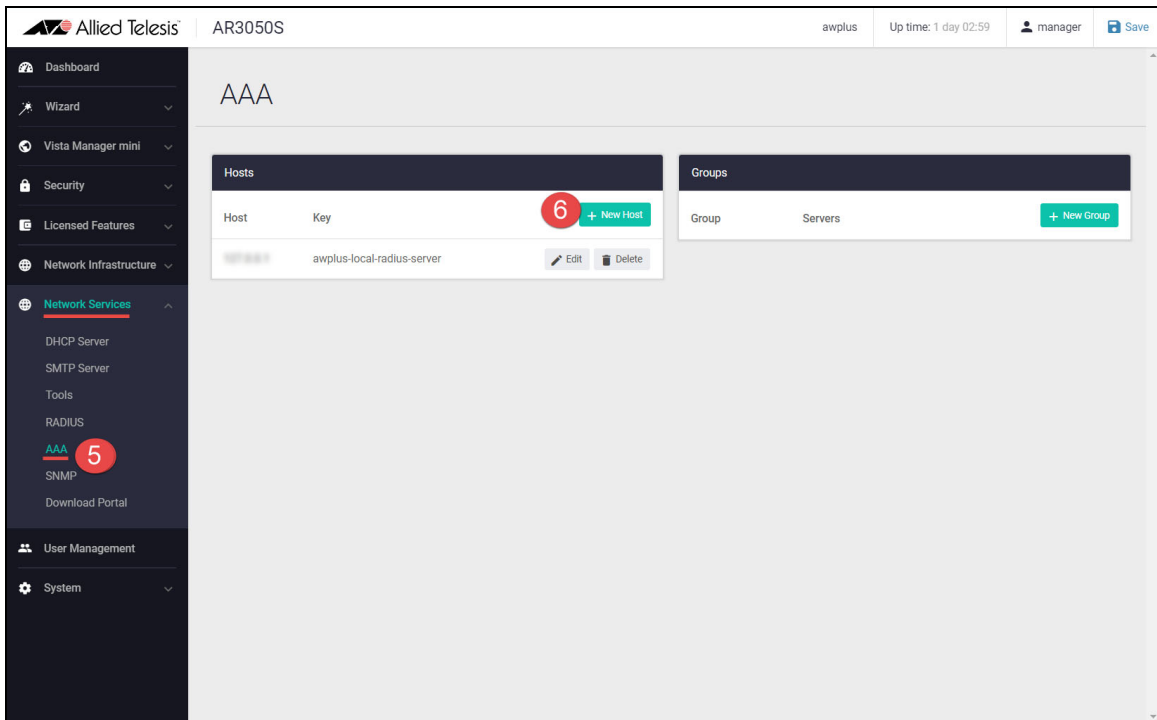 Allied Telesis™ AR3050S awplus Up time: 1 day 02:59 manager Save
Dashboard
Wizard
Vista Manager mini
Security
Licensed Features
Network Infrastructure
Network Services
DHCP Server
SMTP Server
Tools
RADIUS
AAA 5
SNMP
Download Portal
User Management
System
AAA
Hosts
Host Key 6 + New Host
awplus-local-radius-server Edit Delete
Groups
Group Servers + New Group